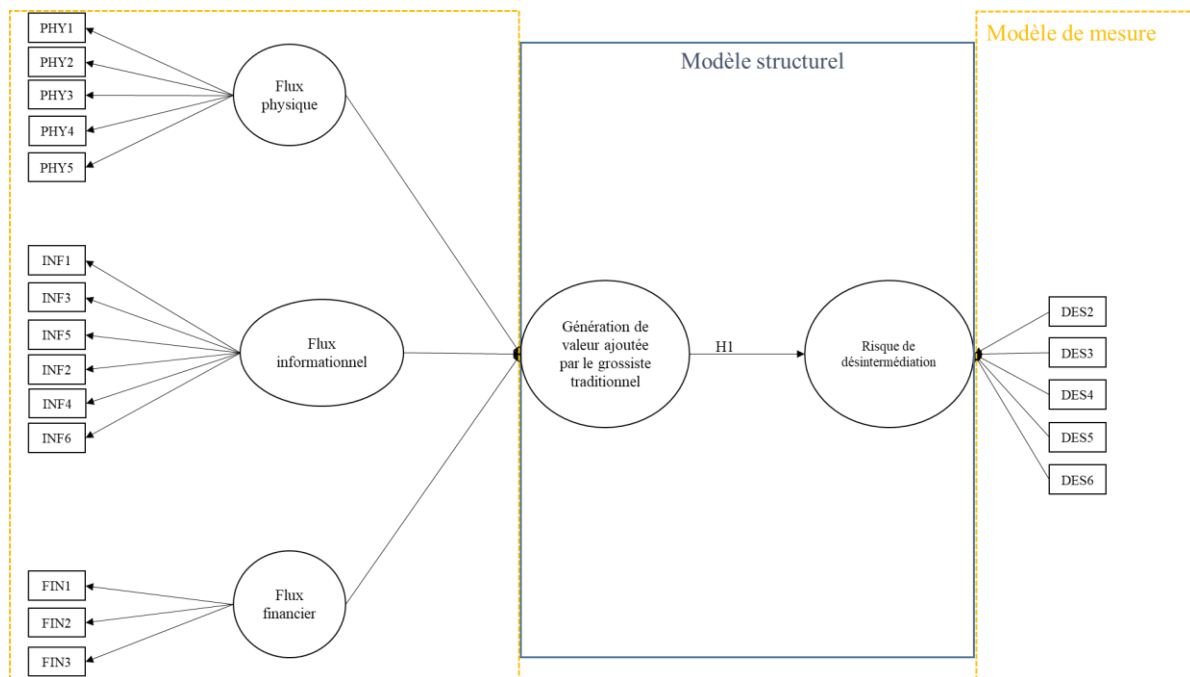 PHY1
PHY2
PHY3
PHY4
PHY5
Flux
physique
Modèle structurel
Modèle de mesure
INF1
INF3
INF5
INF2
INF4
INF6
Flux
informationnel
Génération de
valeur ajoutée
par le grossiste
traditionnel
H1
Risque de
désintermédiation
DES2
DES3
DES4
DES5
DES6
FIN1
FIN2
FIN3
Flux
financier